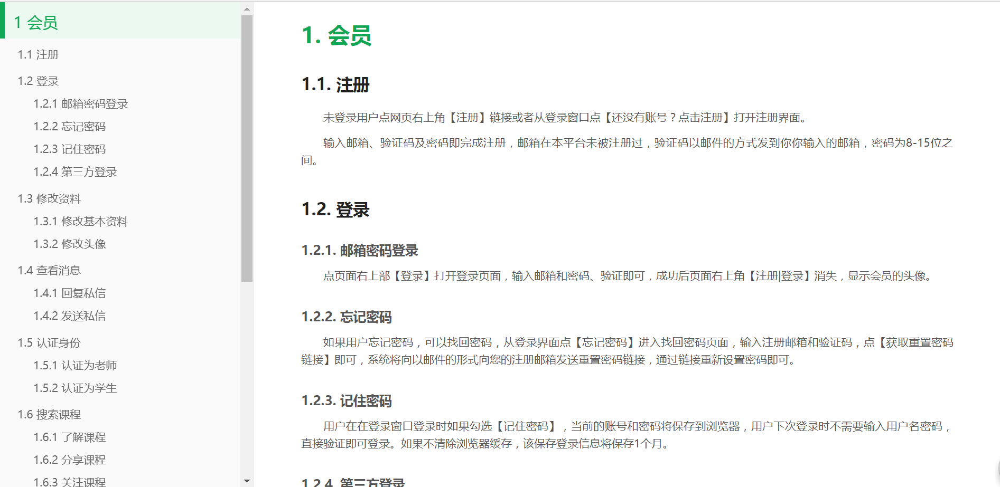 1 会员
1.1 注册
1.2 登录
1.2.1 邮箱密码登录
1.2.2 忘记密码
1.2.3 记住密码
1.2.4 第三方登录
1.3 修改资料
1.3.1 修改基本资料
1.3.2 修改头像
1.4 查看消息
1.4.1 回复私信
1.4.2 发送私信
1.5 认证身份
1.5.1 认证为老师
1.5.2 认证为学生
1.6 搜索课程
1.6.1 了解课程
1.6.2 分享课程
1.6.3 关注课程
1. 会员
1.1. 注册
未登录用户点网页右上角【注册】链接或者从登录窗口点【还没有账号？点击注册】打开注册界面。
输入邮箱、验证码及密码即完成注册，邮箱在本平台未被注册过，验证码以邮件的方式发到你你输入的邮箱，密码为8-15位之
间。
1.2. 登录
1.2.1. 邮箱密码登录
点页面右上部【登录】打开登录页面，输入邮箱和密码、验证即可，成功后页面右上角【注册|登录】消失，显示会员的头像。
1.2.2. 忘记密码
如果用户忘记密码，可以找回密码，从登录界面点【忘记密码】进入找回密码页面，输入注册邮箱和验证码，点【获取重置密码
链接】即可，系统将向以邮件的形式向您的注册邮箱发送重置密码链接，通过链接重新设置密码即可。
1.2.3. 记住密码
用户在在登录窗口登录时如果勾选【记住密码】，当前的账号和密码将保存到浏览器，用户下次登录时不需要输入用户名密码，
直接验证即可登录。如果不清除浏览器缓存，该保存登录信息将保存1个月。
1.2.4. 第三方登录